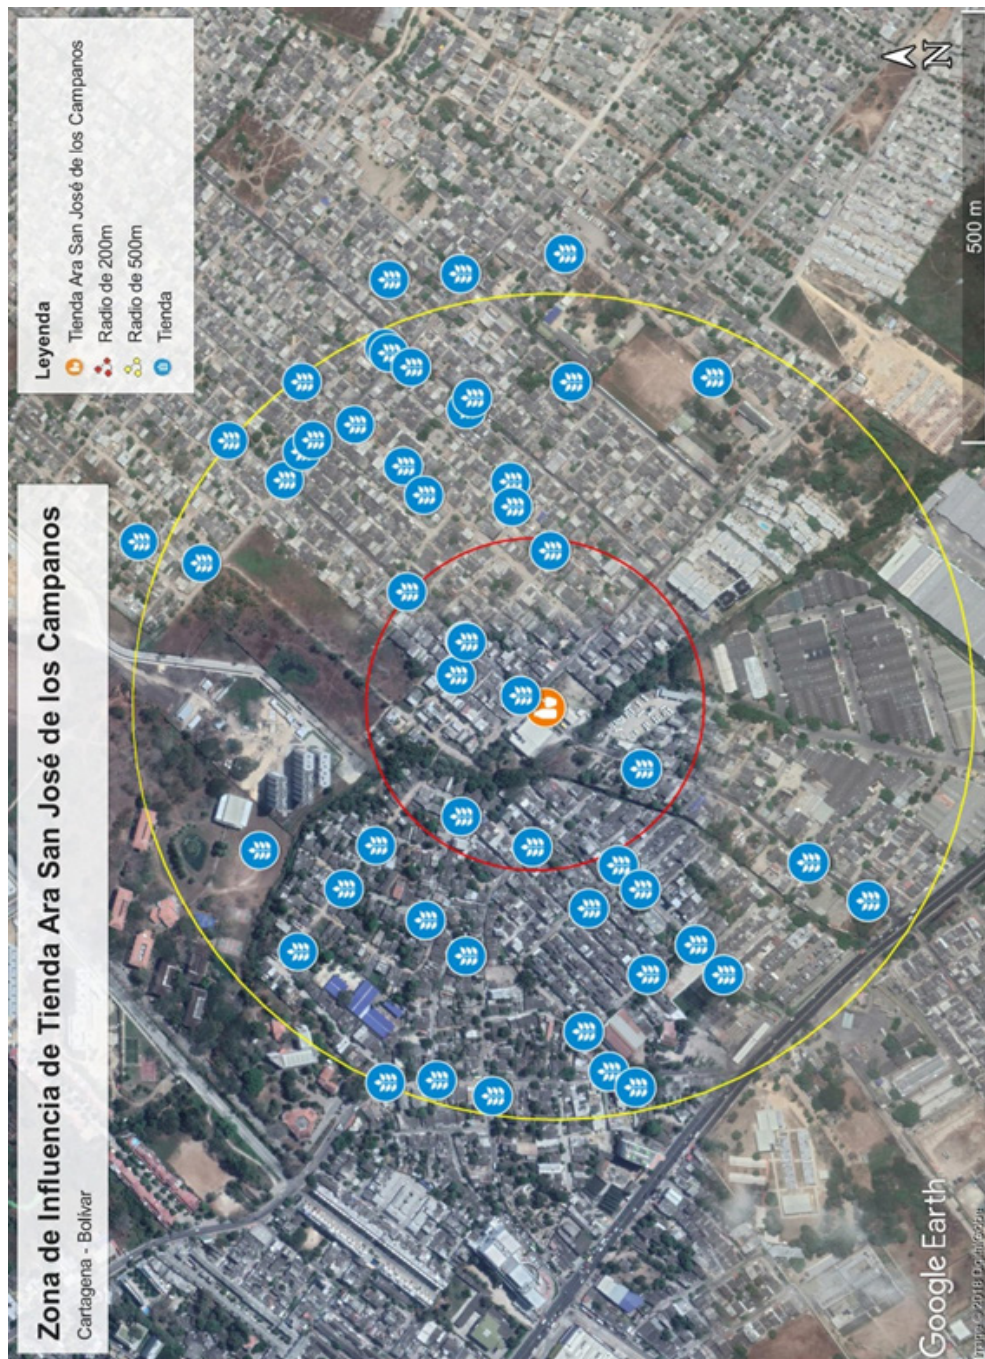 Zona de Influencia de Tienda Ara San José de los Campanos
Cartagena - Bolívar
Leyenda
Tienda Ara San José de los Campanos
Radio de 200m
Radio de 500m
Tienda
N
500 m
Google Earth
© 2018